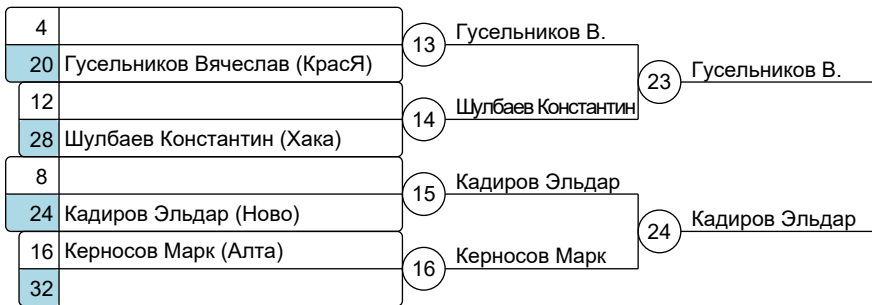 4
13 Гусельников В.
20 Гусельников Вячеслав (КрасЯ)
23 Гусельников В.
12
14 Шулбаев Константин
28 Шулбаев Константин (Хака)
8
15 Кадиров Эльдар
24 Кадиров Эльдар (Ново)
24 Кадиров Эльдар
16 Керносов Марк (Алта)
16 Керносов Марк
32